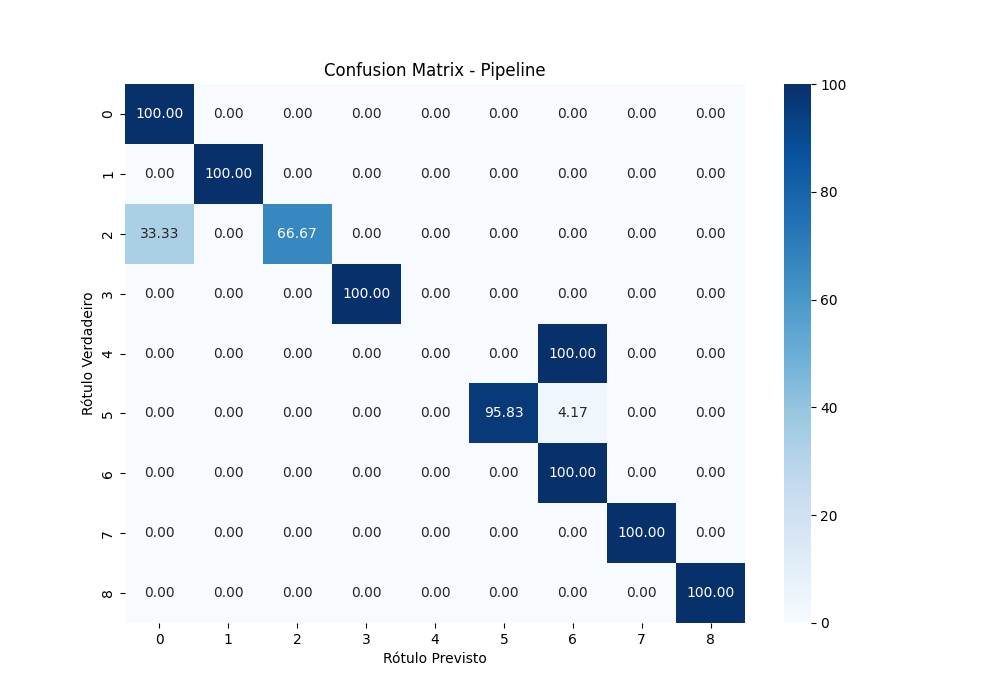 Confusion Matrix - Pipeline
Rótulo Verdadeiro
0 100.00 0.00 0.00 0.00 0.00 0.00 0.00 0.00 0.00
1 0.00 100.00 0.00 0.00 0.00 0.00 0.00 0.00 0.00
2 33.33 0.00 66.67 0.00 0.00 0.00 0.00 0.00 0.00
3 0.00 0.00 0.00 100.00 0.00 0.00 0.00 0.00 0.00
4 0.00 0.00 0.00 0.00 0.00 0.00 100.00 0.00 0.00
5 0.00 0.00 0.00 0.00 0.00 95.83 4.17 0.00 0.00
6 0.00 0.00 0.00 0.00 0.00 0.00 100.00 0.00 0.00
7 0.00 0.00 0.00 0.00 0.00 0.00 0.00 100.00 0.00
8 0.00 0.00 0.00 0.00 0.00 0.00 0.00 0.00 100.00
0 1 2 3 4 5 6 7 8
Rótulo Previsto
100
80
60
40
20
0